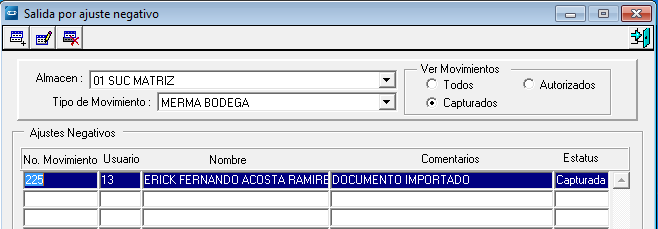 Salida por ajuste negativo
Almacen : 01 SUC MATRIZ
Tipo de Movimiento : MERMA BODEGA
Ver Movimientos
Todos Autorizados
Capturados
Ajustes Negativos
No. Movimiento Usuario Nombre Comentarios Estatus
225 13 ERICK FERNANDO ACOSTA RAMIRE DOCUMENTO IMPORTADO Capturada